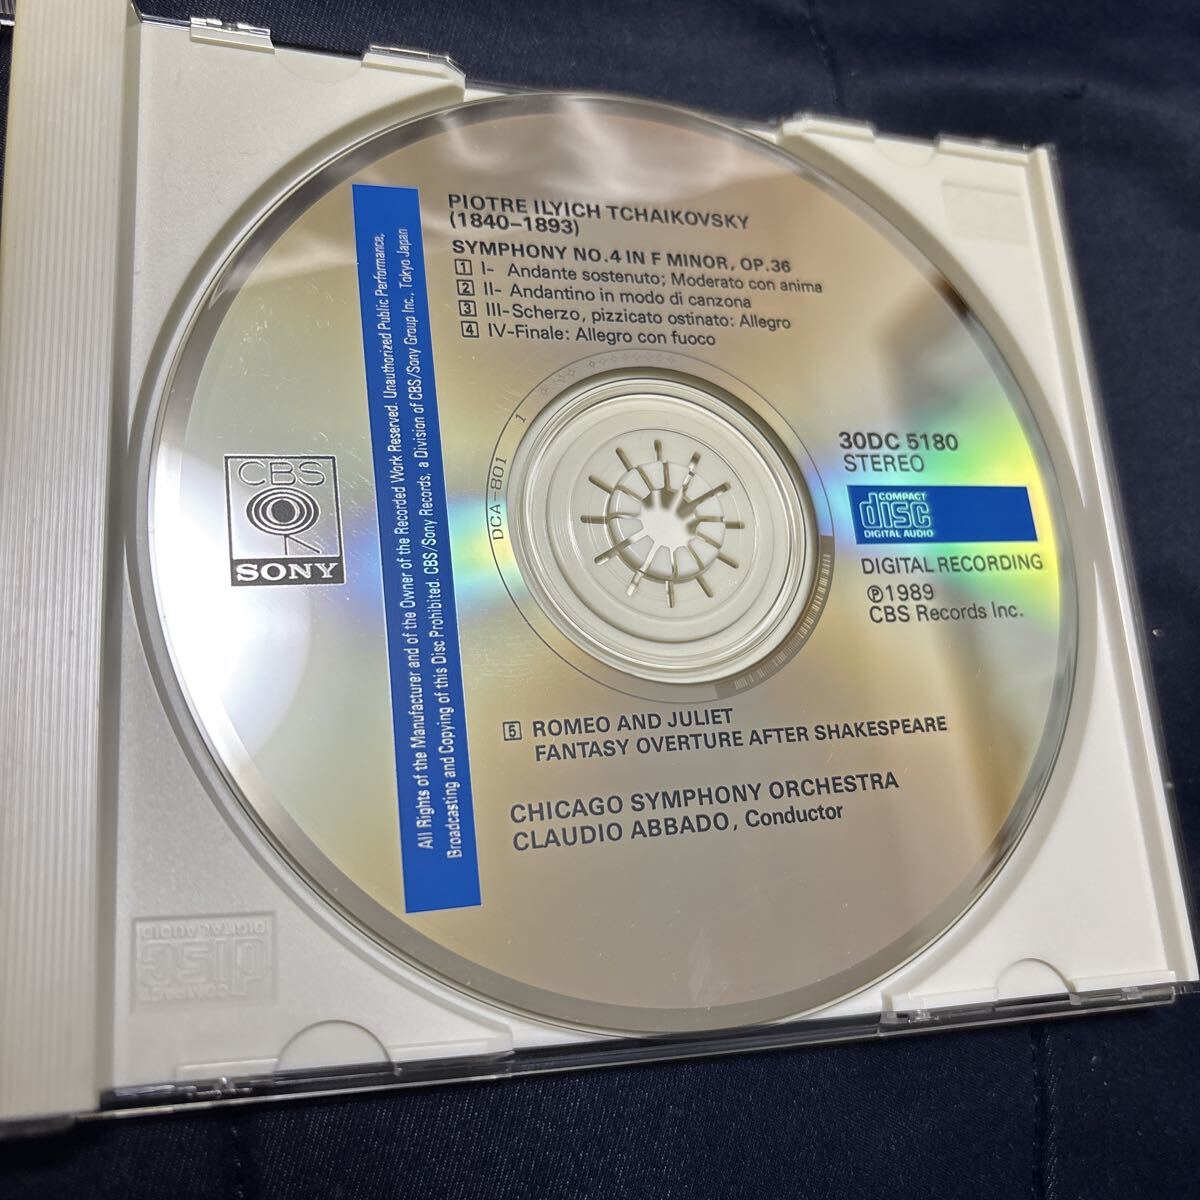 PIOTRE ILYICH TCHAIKOVSKY
(1840-1893)
SYMPHONY NO.4 IN F MINOR, OP.36
1 I- Andante sostenuto; Moderato con anima
2 II- Andantino in modo di canzona
3 III-Scherzo, pizzicato ostinato: Allegro
4 IV-Finale: Allegro con fuoco
All Rights of the Manufacturer and of the Owner of the Recorded Work Reserved. Unauthorized Public Performance,
Broadcasting and Copying of this Disc Prohibited. CBS/Sony Records, a Division of CBS/Sony Group Inc., Tokyo Japan
CBS
SONY
DCA-801 1
30DC 5180
STEREO
COMPACT
disc
DIGITAL AUDIO
DIGITAL RECORDING
℗1989
CBS Records Inc.
5 ROMEO AND JULIET
FANTASY OVERTURE AFTER SHAKESPEARE
CHICAGO SYMPHONY ORCHESTRA
CLAUDIO ABBADO, Conductor
COMPACT
disc
DIGITAL AUDIO